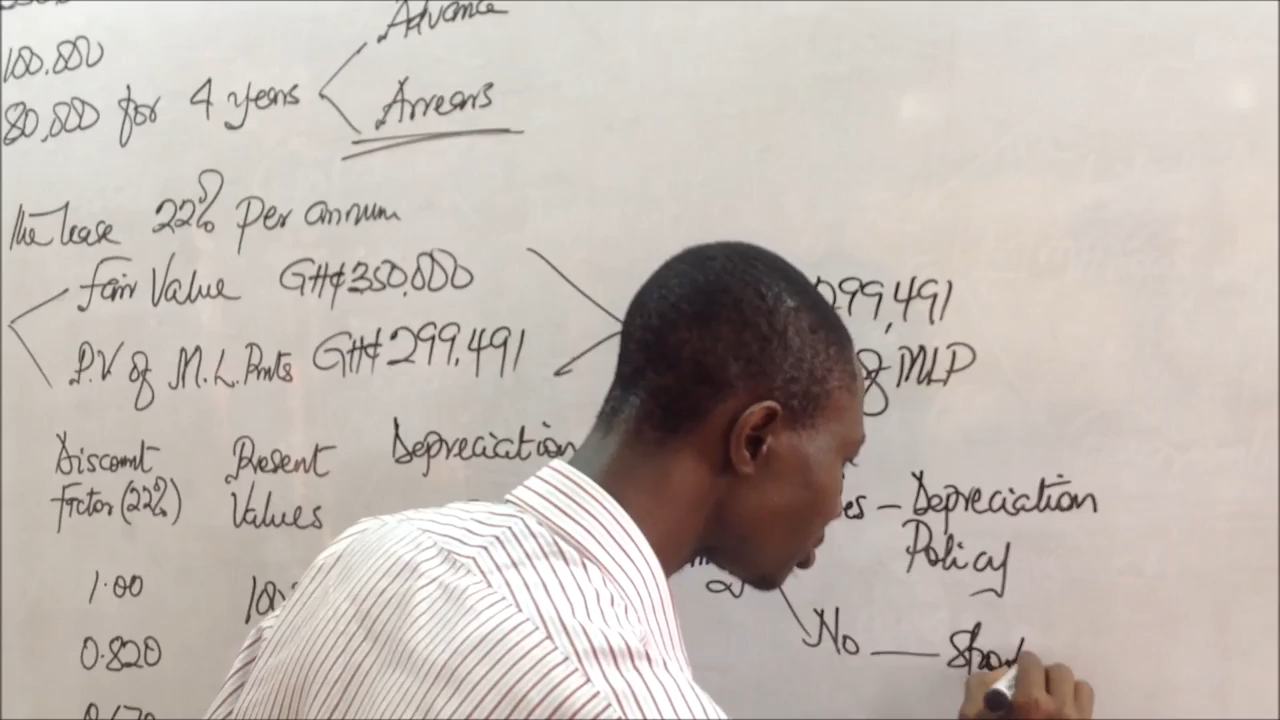 Advance
100,000
80,000 for 4 years
Arrears
the lease 22% per annum
Fair Value GH¢350,000
299,491
P.V of M.L.Pmts GH¢299,491
of MLP
Discount Factor (22%)
Present Values
Depreciation
es – Depreciation Policy
1.00
10
No — Shor
0.820